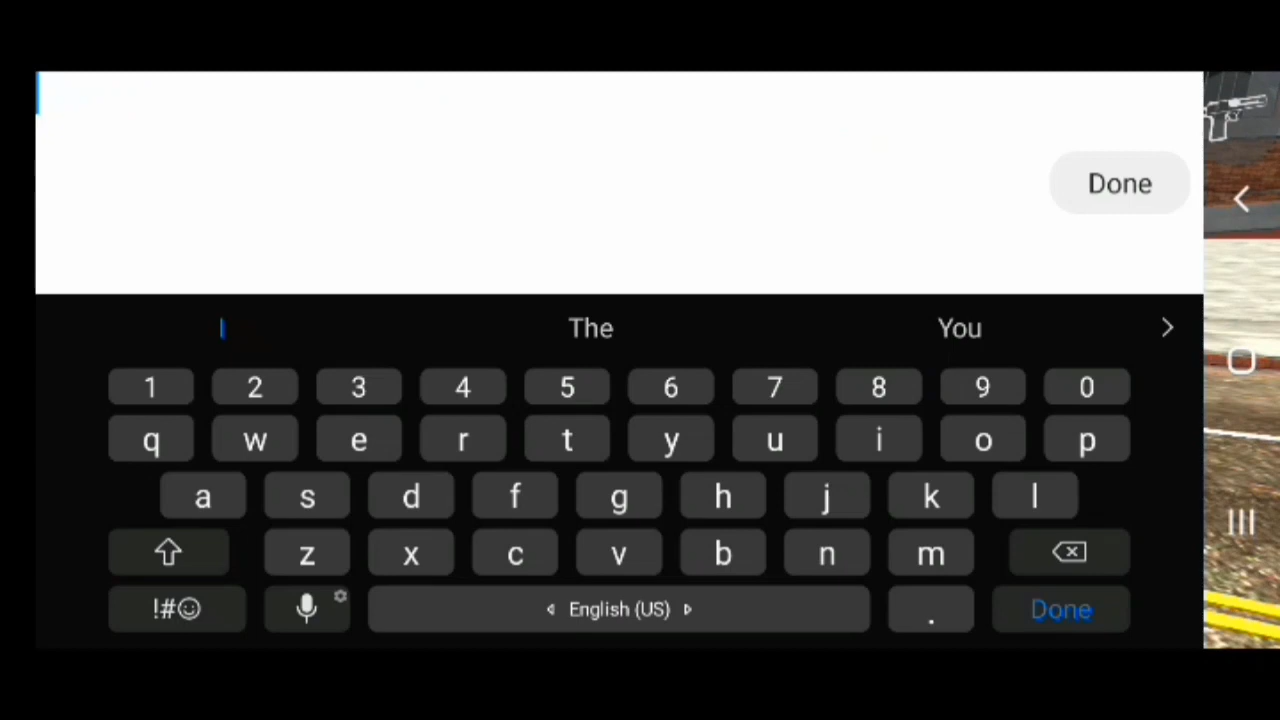 Done
I The You
1 2 3 4 5 6 7 8 9 0
q w e r t y u i o p
a s d f g h j k l
z x c v b n m
!#☺ English (US) . Done